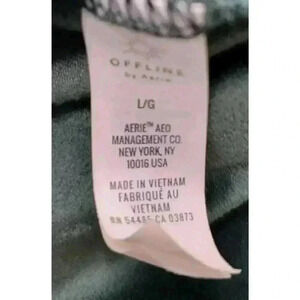 OFFLINE
by Aerie
L/G
AERIE™ AEO
MANAGEMENT CO.
NEW YORK, NY
10016 USA
MADE IN VIETNAM
FABRIQUÉ AU
VIETNAM
RN 54485 CA 03873